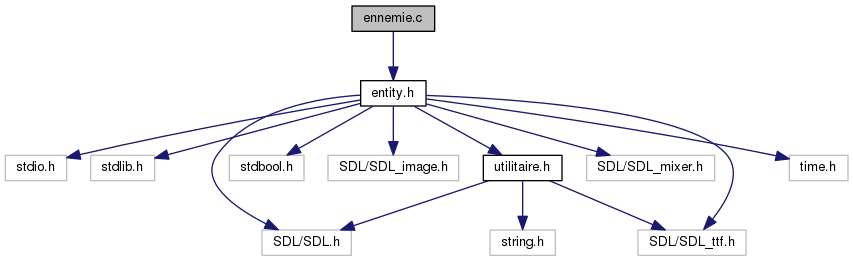 ennemie.c
entity.h
stdio.h
stdlib.h
stdbool.h
SDL/SDL_image.h
utilitaire.h
SDL/SDL_mixer.h
time.h
SDL/SDL.h
string.h
SDL/SDL_ttf.h